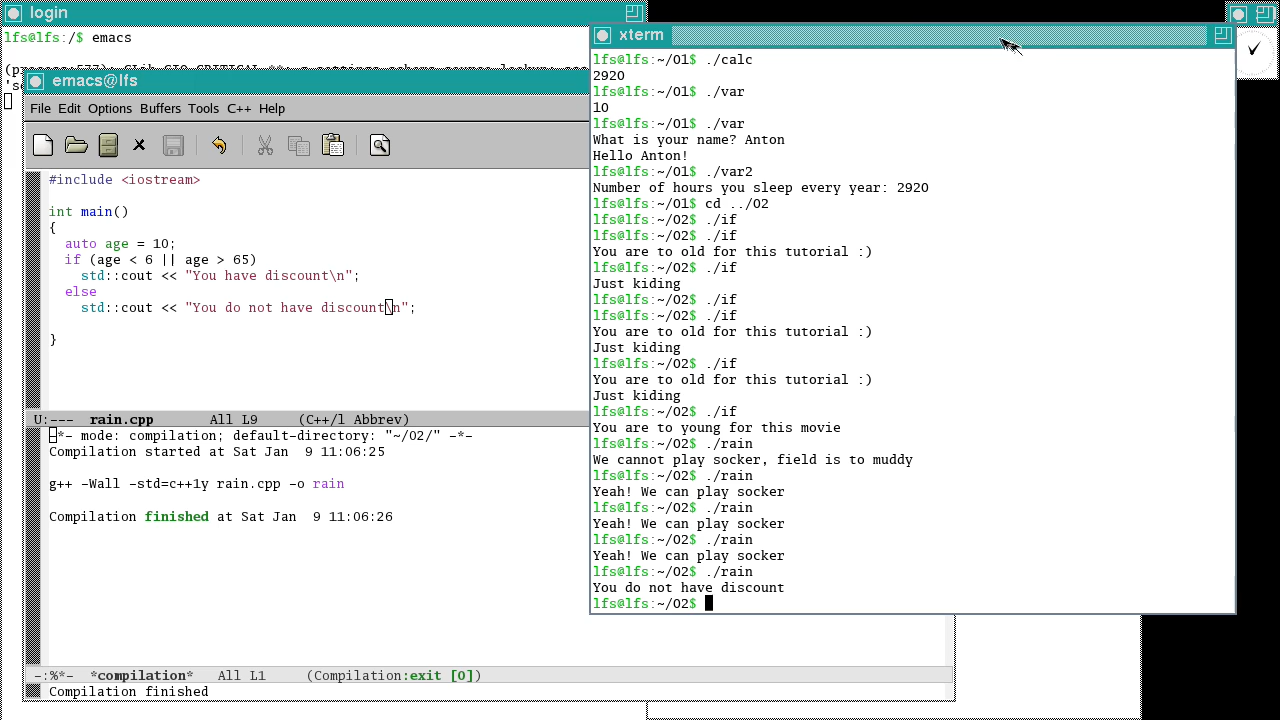 login
lfs@lfs:/$ emacs
emacs@lfs
File Edit Options Buffers Tools C++ Help
#include <iostream>
int main()
{
auto age = 10;
if (age < 6 || age > 65)
std::cout << "You have discount\n";
else
std::cout << "You do not have discount\n";
}
U:--- rain.cpp All L9 (C++/l Abbrev)
-*- mode: compilation; default-directory: "~/02/" -*-
Compilation started at Sat Jan 9 11:06:25
g++ -Wall -std=c++1y rain.cpp -o rain
Compilation finished at Sat Jan 9 11:06:26
-:%*- *compilation* All L1 (Compilation:exit [0])
Compilation finished
xterm
lfs@lfs:~/01$ ./calc
2920
lfs@lfs:~/01$ ./var
10
lfs@lfs:~/01$ ./var
What is your name? Anton
Hello Anton!
lfs@lfs:~/01$ ./var2
Number of hours you sleep every year: 2920
lfs@lfs:~/01$ cd ../02
lfs@lfs:~/02$ ./if
lfs@lfs:~/02$ ./if
You are to old for this tutorial :)
lfs@lfs:~/02$ ./if
Just kiding
lfs@lfs:~/02$ ./if
lfs@lfs:~/02$ ./if
You are to old for this tutorial :)
Just kiding
lfs@lfs:~/02$ ./if
You are to old for this tutorial :)
Just kiding
lfs@lfs:~/02$ ./if
You are to young for this movie
lfs@lfs:~/02$ ./rain
We cannot play socker, field is to muddy
lfs@lfs:~/02$ ./rain
Yeah! We can play socker
lfs@lfs:~/02$ ./rain
Yeah! We can play socker
lfs@lfs:~/02$ ./rain
Yeah! We can play socker
lfs@lfs:~/02$ ./rain
You do not have discount
lfs@lfs:~/02$